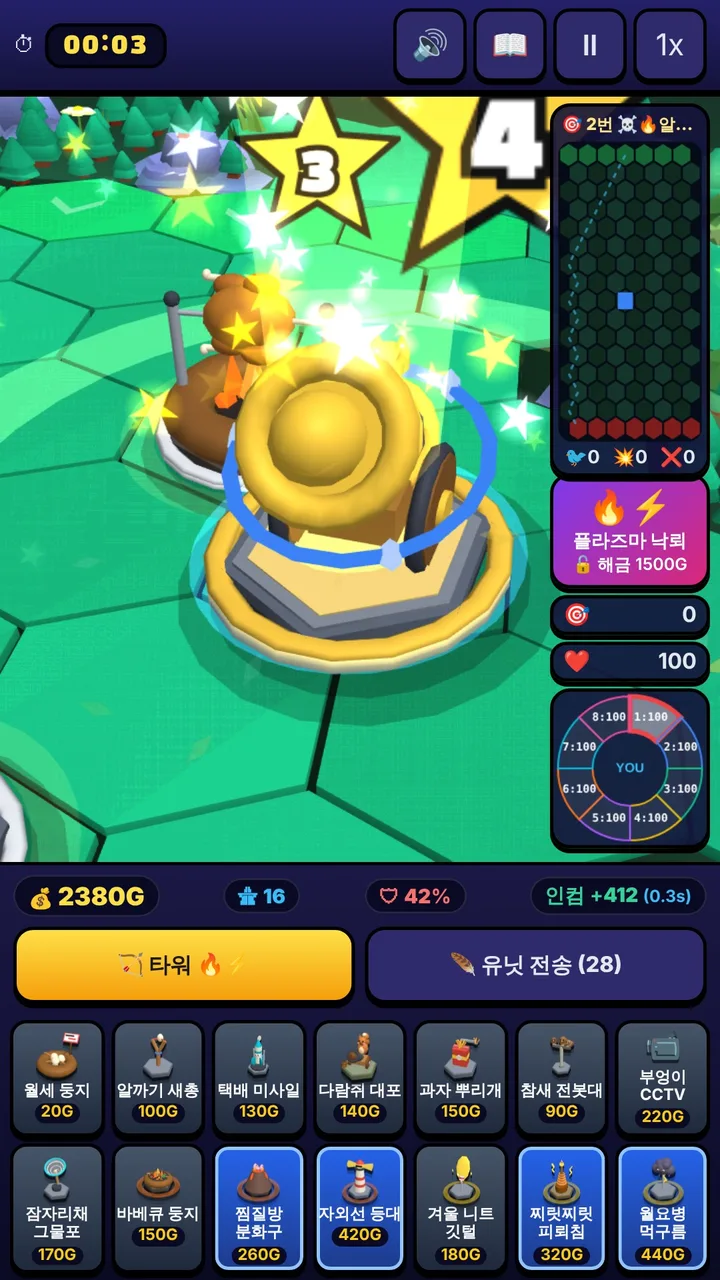 00:03
1x
3
4
2번 알...
0 0 0
플라즈마 낙뢰
해금 1500G
0
100
8:100 1:100
7:100 2:100
YOU
6:100 3:100
5:100 4:100
2380G
16
42%
인컴 +412 (0.3s)
타워
유닛 전송 (28)
월세 둥지
20G
알까기 새총
100G
택배 미사일
130G
다람쥐 대포
140G
과자 뿌리개
150G
참새 전봇대
90G
부엉이
CCTV
220G
잠자리채
그물포
170G
바베큐 둥지
150G
찜질방
분화구
260G
자외선 등대
420G
겨울 니트
깃털
180G
찌릿찌릿
피뢰침
320G
월요병
먹구름
440G